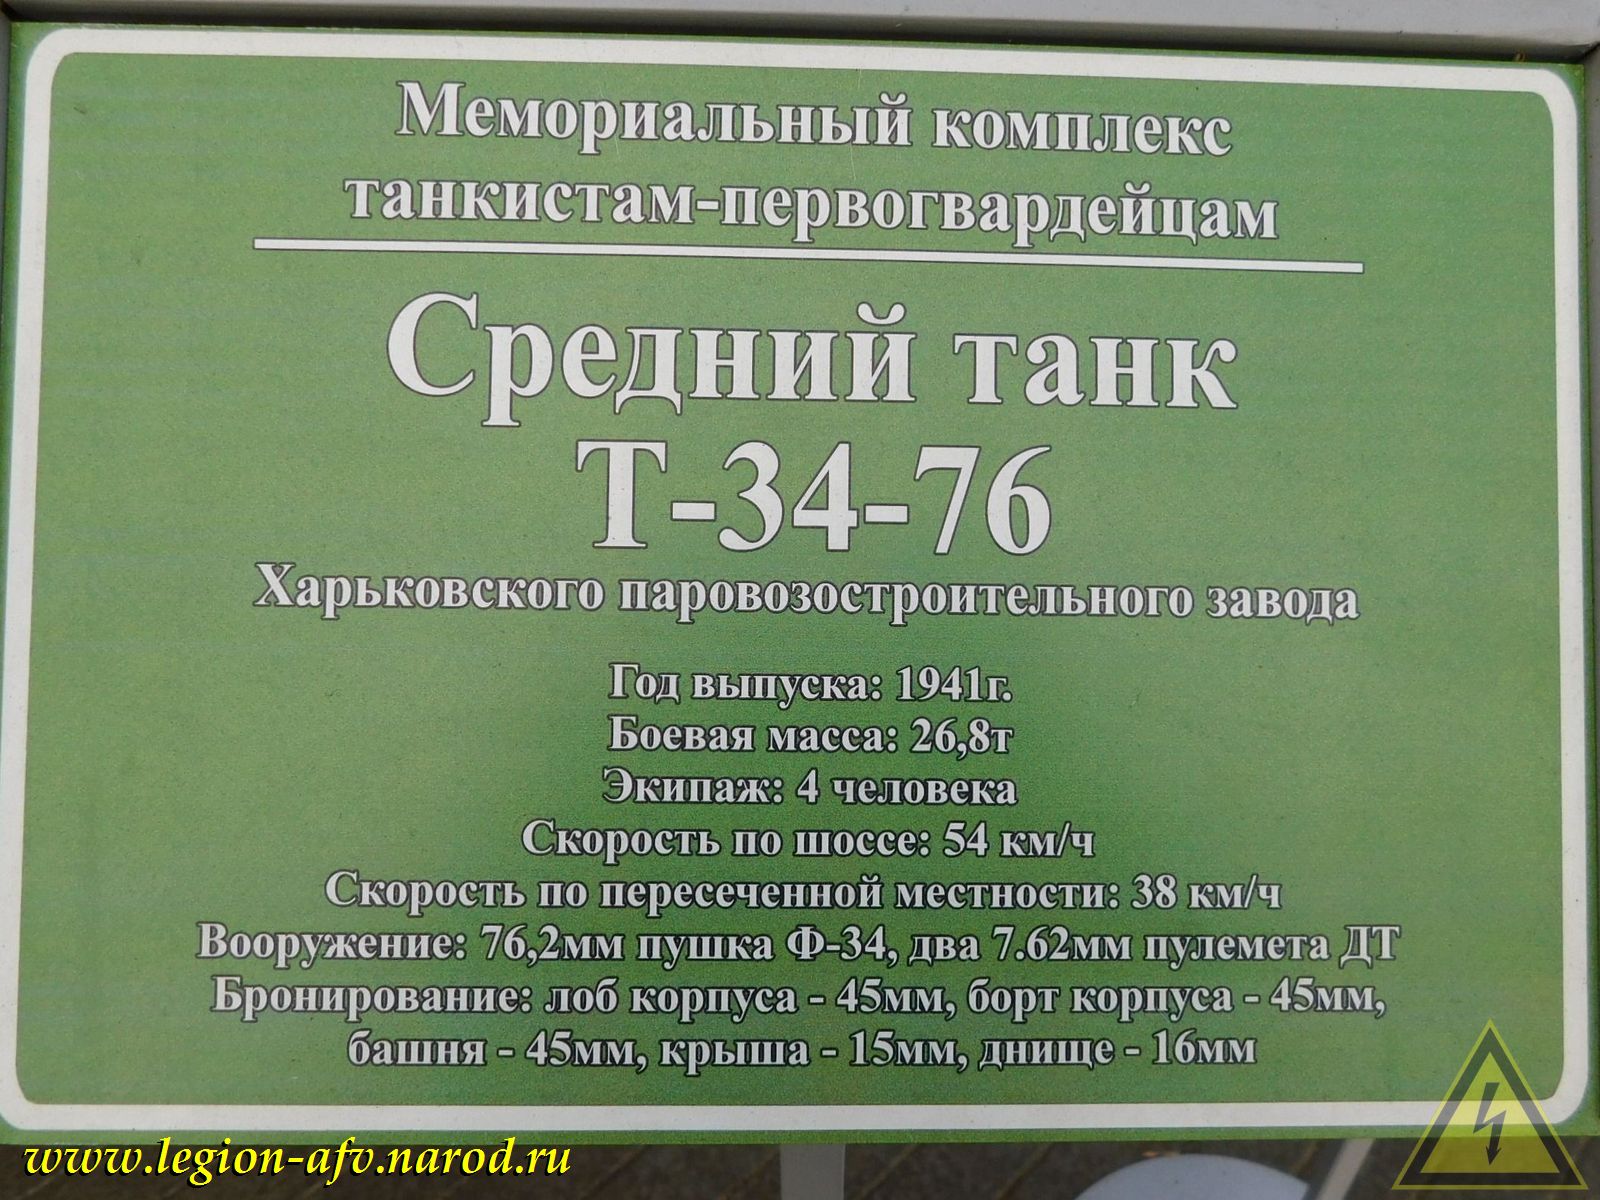 Мемориальный комплекс
танкистам-первогвардейцам
Средний танк
Т-34-76
Харьковского паровозостроительного завода
Год выпуска: 1941г.
Боевая масса: 26,8т
Экипаж: 4 человека
Скорость по шоссе: 54 км/ч
Скорость по пересеченной местности: 38 км/ч
Вооружение: 76,2мм пушка Ф-34, два 7.62мм пулемета ДТ
Бронирование: лоб корпуса - 45мм, борт корпуса - 45мм,
башня - 45мм, крыша - 15мм, днище - 16мм
www.legion-afv.narod.ru